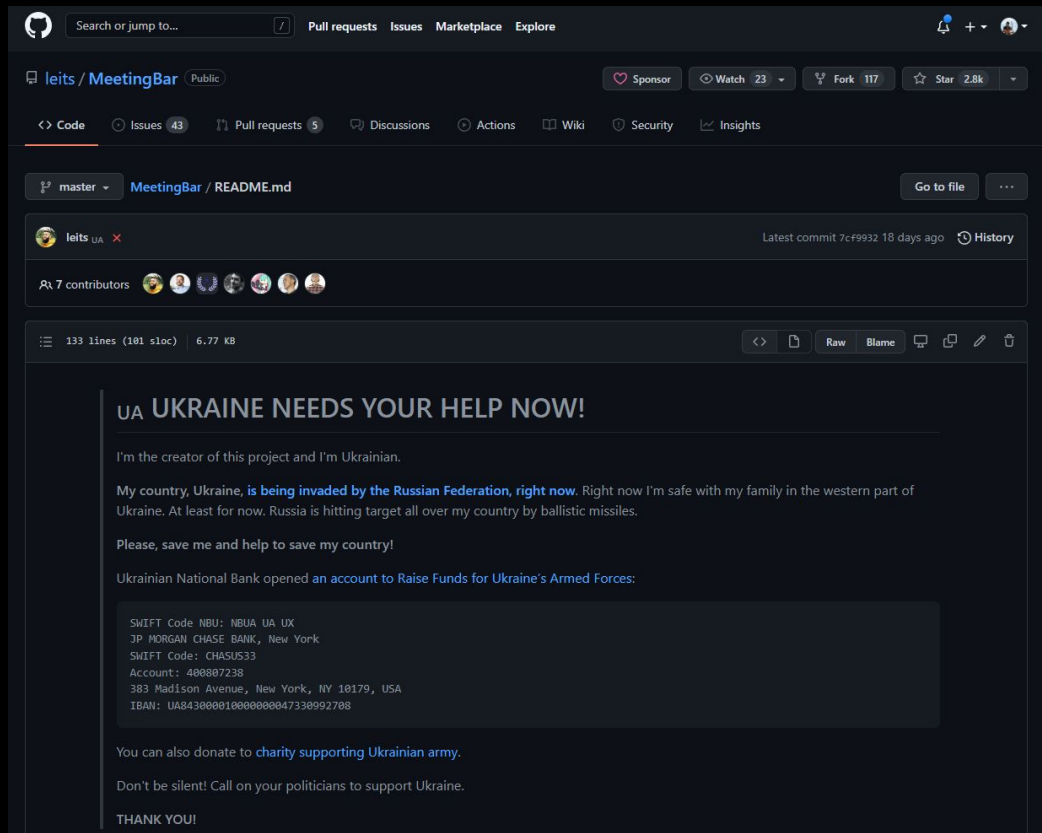 Search or jump to... /
Pull requests Issues Marketplace Explore
leits / MeetingBar Public
Sponsor Watch 23 Fork 117 Star 2.8k
Code Issues 43 Pull requests 5 Discussions Actions Wiki Security Insights
master MeetingBar / README.md Go to file ...
leits UA Latest commit 7cf9932 18 days ago History
7 contributors
133 lines (101 sloc) 6.77 KB <> Raw Blame
UA UKRAINE NEEDS YOUR HELP NOW!
I'm the creator of this project and I'm Ukrainian.
My country, Ukraine, is being invaded by the Russian Federation, right now. Right now I'm safe with my family in the western part of
Ukraine. At least for now. Russia is hitting target all over my country by ballistic missiles.
Please, save me and help to save my country!
Ukrainian National Bank opened an account to Raise Funds for Ukraine's Armed Forces:
SWIFT Code NBU: NBUA UA UX
JP MORGAN CHASE BANK, New York
SWIFT Code: CHASUS33
Account: 400807238
383 Madison Avenue, New York, NY 10179, USA
IBAN: UA843000010000000047330992708
You can also donate to charity supporting Ukrainian army.
Don't be silent! Call on your politicians to support Ukraine.
THANK YOU!